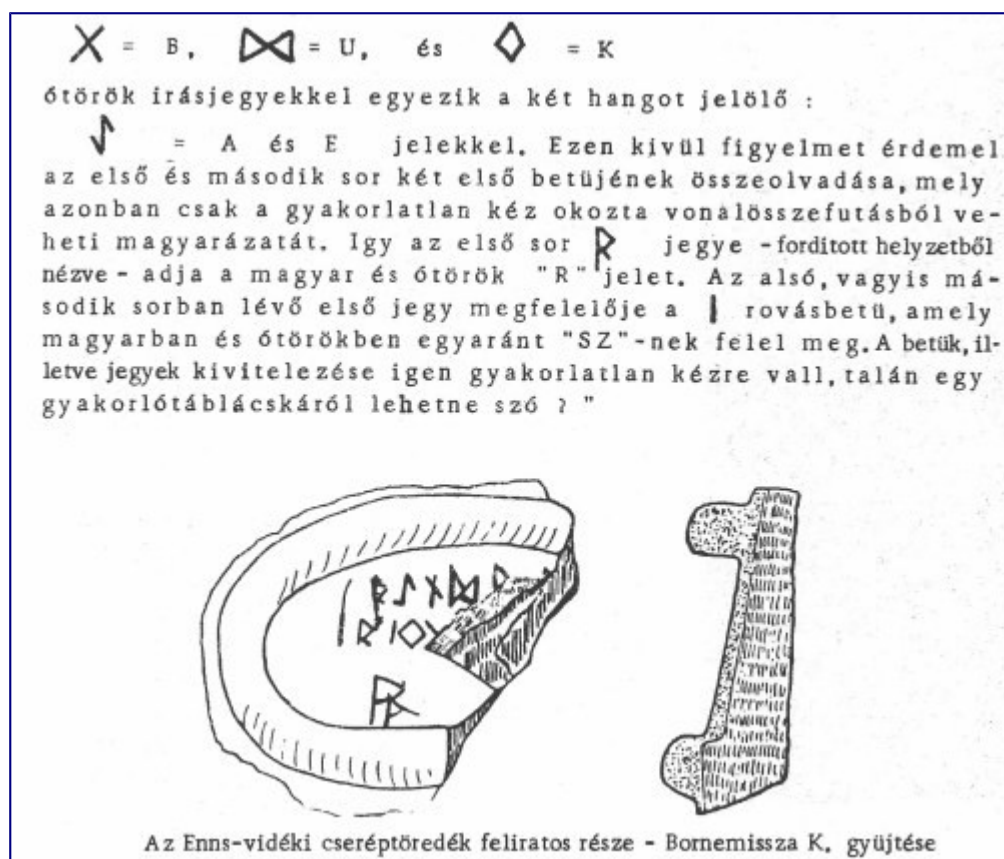 X = B, ⋈ = U, és ◊ = K
ótörök irásjegyekkel egyezik a két hangot jelölő :
= A és E jelekkel. Ezen kivül figyelmet érdemel
az első és második sor két első betüjének összeolvadása, mely
azonban csak a gyakorlatlan kéz okozta vonalösszefutásból ve-
heti magyarázatát. Igy az első sor jegye - forditott helyzetből
nézve - adja a magyar és ótörök "R" jelet. Az alsó, vagyis má-
sodik sorban lévő első jegy megfelelője a | rovásbetü, amely
magyarban és ótörökben egyaránt "SZ"-nek felel meg. A betük, il-
letve jegyek kivitelezése igen gyakorlatlan kézre vall, talán egy
gyakorlótáblácskáról lehetne szó ? "
Az Enns-vidéki cseréptöredék feliratos része - Bornemissza K. gyüjtése